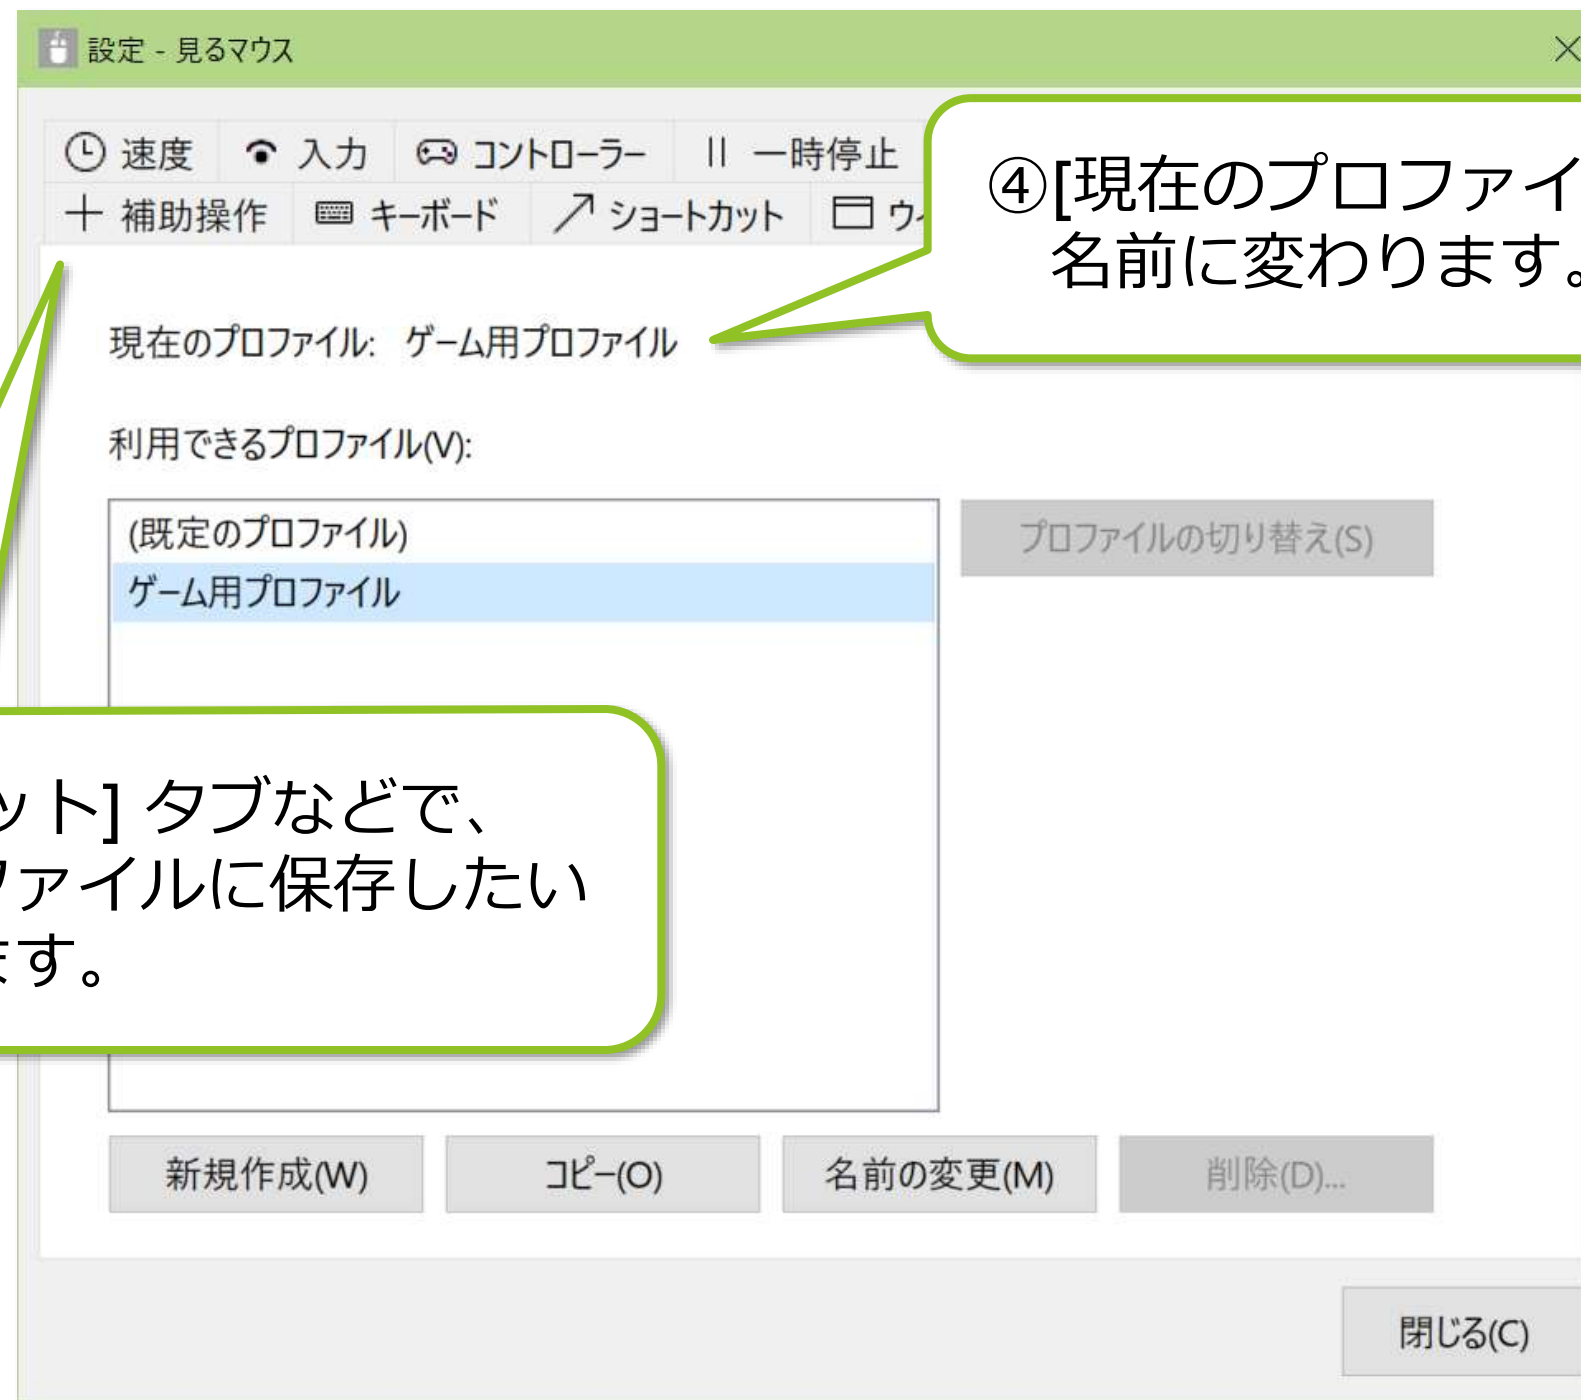 設定 - 見るマウス
速度 入力 コントローラー 一時停止
補助操作 キーボード ショートカット
④[現在のプロファイ
名前に変わります。
現在のプロファイル: ゲーム用プロファイル
利用できるプロファイル(V):
(既定のプロファイル)
ゲーム用プロファイル
プロファイルの切り替え(S)
ット] タブなどで、
ファイルに保存したい
ます。
新規作成(W) コピー(O) 名前の変更(M) 削除(D)...
閉じる(C)